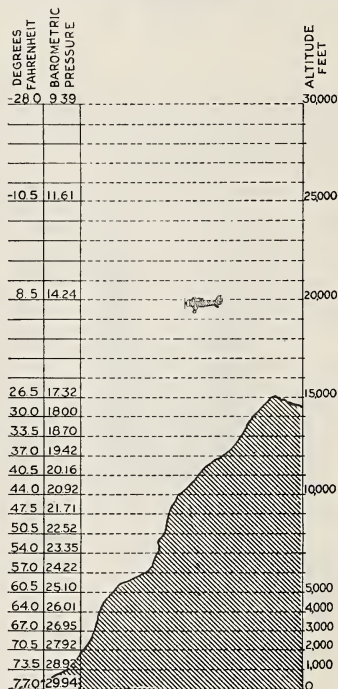 DEGREES FAHRENHEIT BAROMETRIC PRESSURE ALTITUDE FEET
-28.0 9.39 30,000
-10.5 11.61 25,000
8.5 14.24 20,000
26.5 17.32 15,000
30.0 18.00
33.5 18.70
37.0 19.42
40.5 20.16
44.0 20.92 10,000
47.5 21.71
50.5 22.52
54.0 23.35
57.0 24.22
60.5 25.10 5,000
64.0 26.01 4,000
67.0 26.95 3,000
70.5 27.92 2,000
73.5 28.92 1,000
77.0 29.94 0